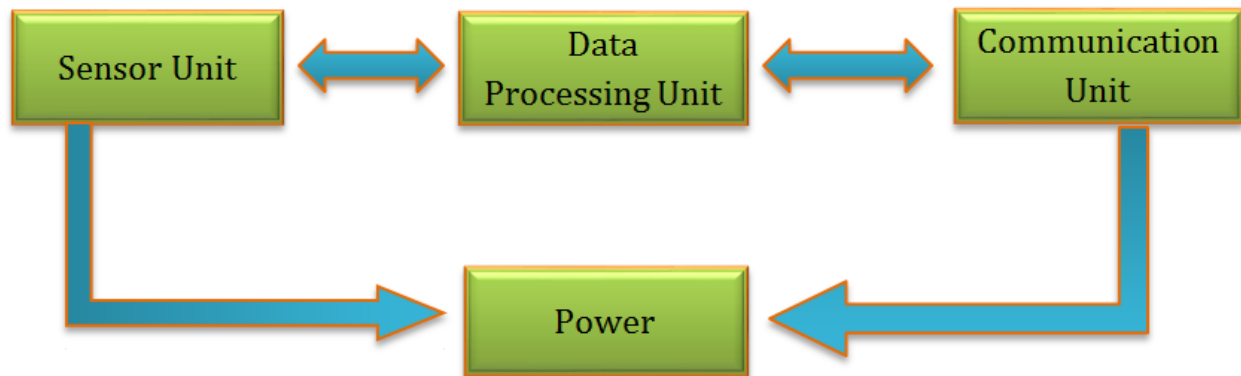 Sensor Unit
Data
Processing Unit
Communication
Unit
Power